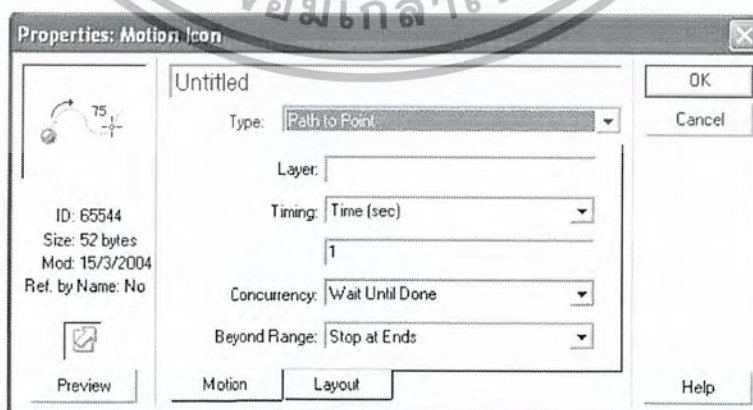 Properties: Motion Icon
Untitled
75
Type: Path to Point
Layer:
ID: 65544
Size: 52 bytes
Mod: 15/3/2004
Ref. by Name: No
Timing: Time (sec)
1
Concurrency: Wait Until Done
Beyond Range: Stop at Ends
Preview
Motion
Layout
OK
Cancel
Help